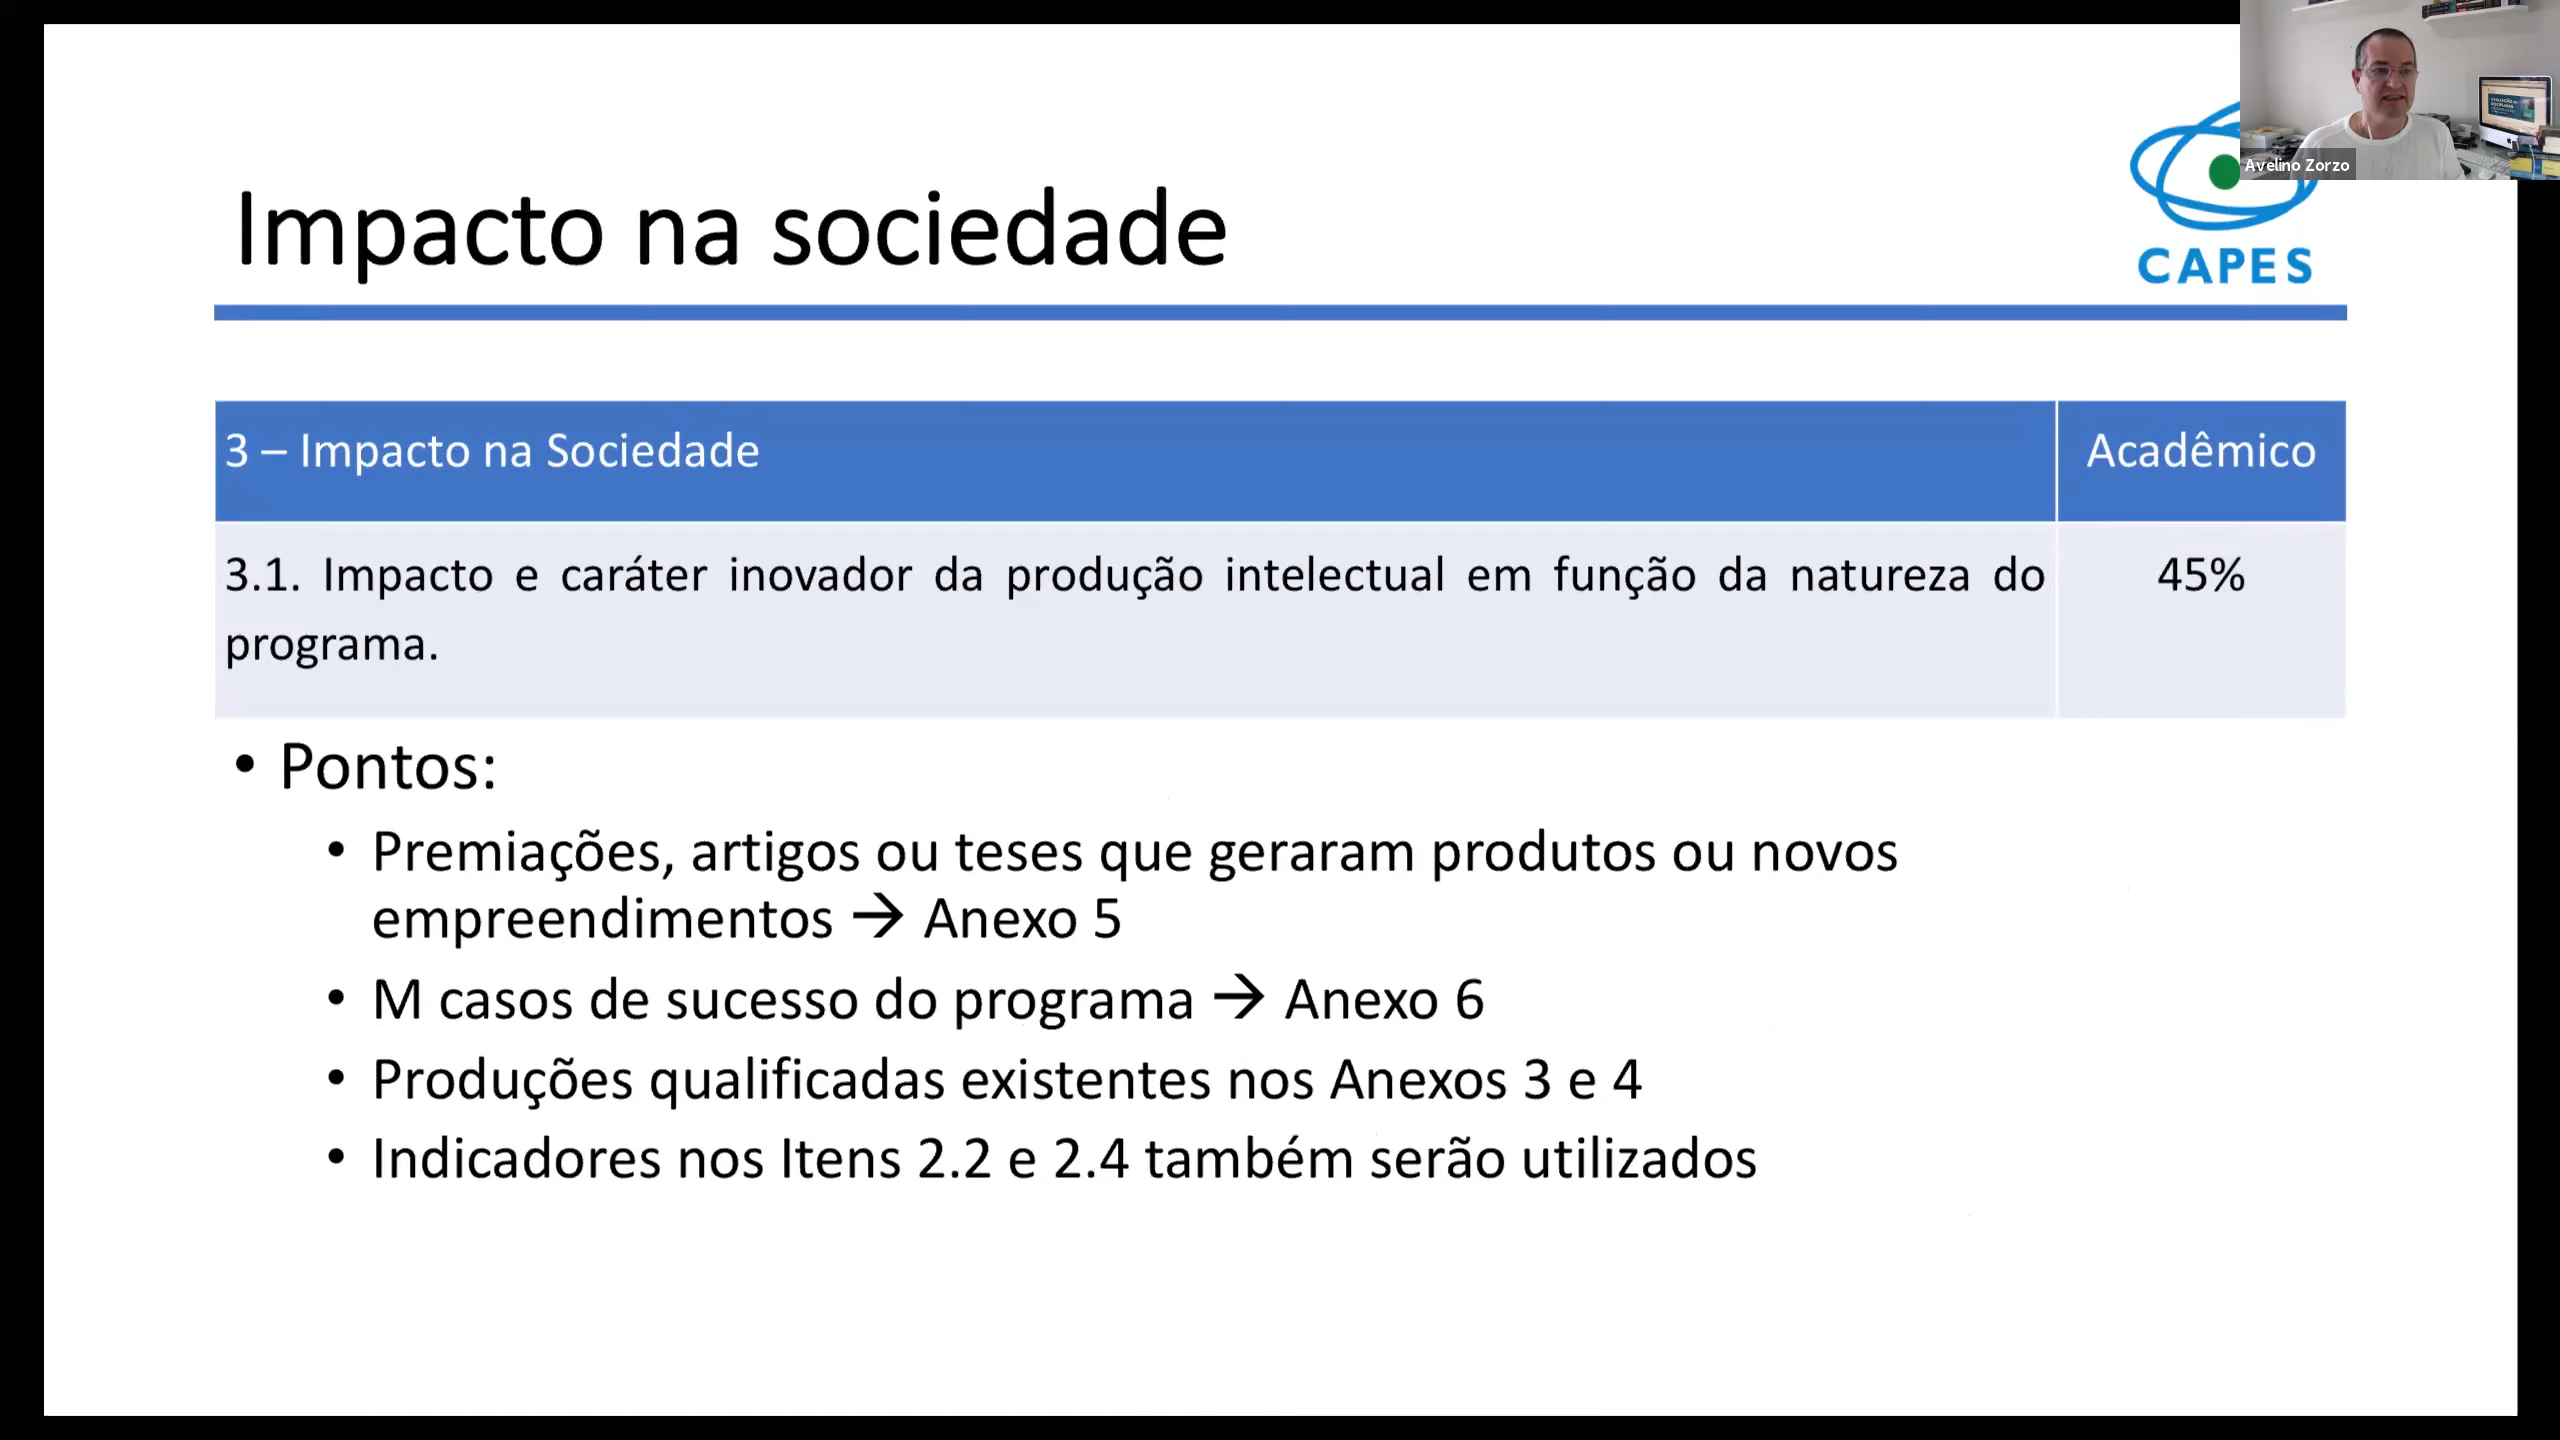 Avelino Zorzo
Impacto na sociedade
CAPES
3 – Impacto na Sociedade
Acadêmico
3.1. Impacto e caráter inovador da produção intelectual em função da natureza do
programa.
45%
• Pontos:
• Premiações, artigos ou teses que geraram produtos ou novos
empreendimentos → Anexo 5
• M casos de sucesso do programa → Anexo 6
• Produções qualificadas existentes nos Anexos 3 e 4
• Indicadores nos Itens 2.2 e 2.4 também serão utilizados